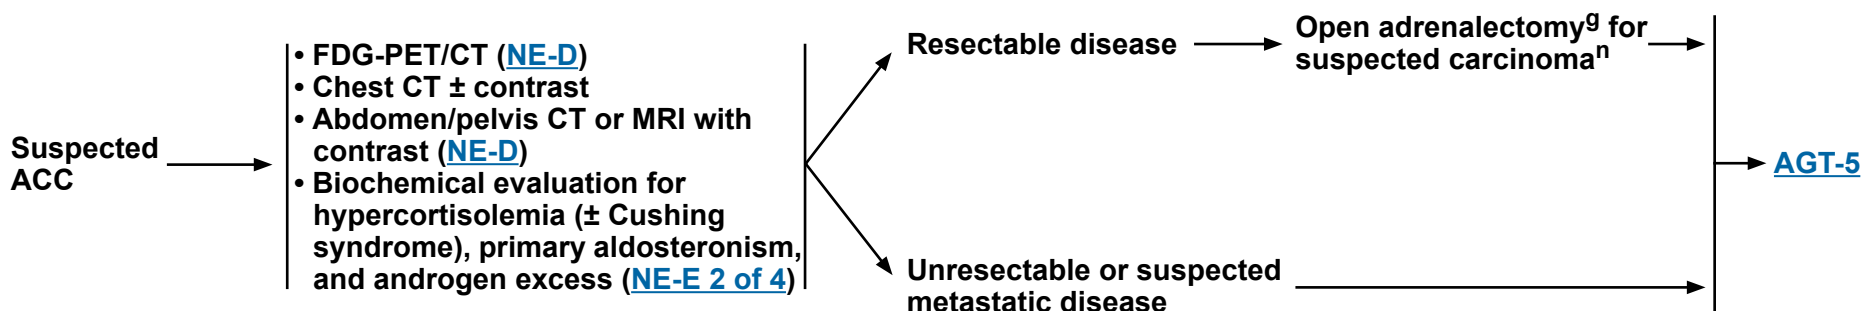 Suspected
ACC
• FDG-PET/CT (NE-D)
• Chest CT ± contrast
• Abdomen/pelvis CT or MRI with
contrast (NE-D)
• Biochemical evaluation for
hypercortisolemia (± Cushing
syndrome), primary aldosteronism,
and androgen excess (NE-E 2 of 4)
Resectable disease
Open adrenalectomyg for
suspected carcinoman
Unresectable or suspected
metastatic disease
AGT-5